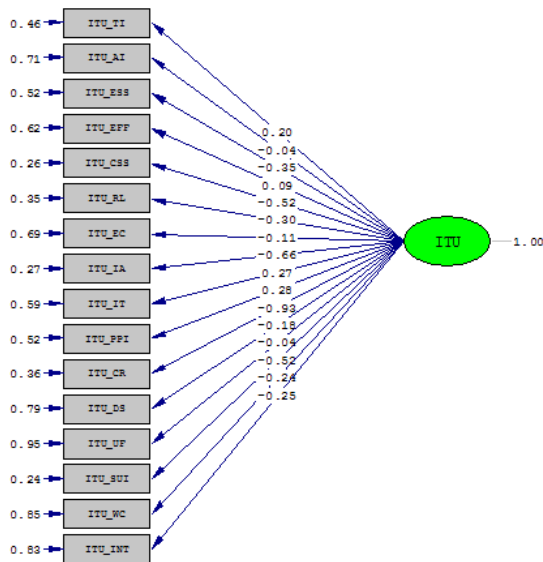 0.46 ITU_TI
0.71 ITU_AI
0.52 ITU_ESS
0.62 ITU_EFF
0.26 ITU_CSS
0.35 ITU_RL
0.69 ITU_EC
0.27 ITU_IA
0.59 ITU_IT
0.52 ITU_PPI
0.36 ITU_CR
0.79 ITU_DS
0.95 ITU_UF
0.24 ITU_SUI
0.85 ITU_WC
0.83 ITU_INT
0.20
-0.04
-0.35
0.09
-0.52
-0.30
-0.11
-0.66
0.27
0.28
-0.93
-0.18
-0.04
-0.52
-0.24
-0.25
ITU 1.00